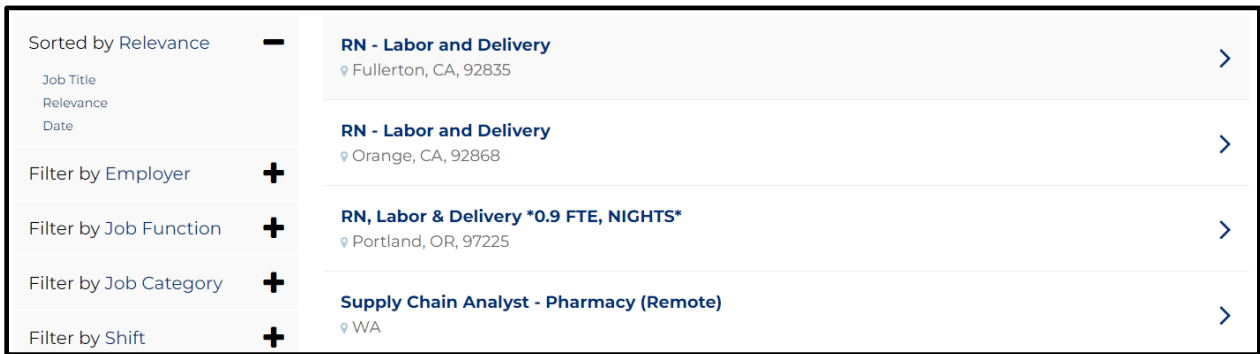 Sorted by Relevance
Job Title
Relevance
Date
Filter by Employer
Filter by Job Function
Filter by Job Category
Filter by Shift
RN - Labor and Delivery
Fullerton, CA, 92835
RN - Labor and Delivery
Orange, CA, 92868
RN, Labor & Delivery *0.9 FTE, NIGHTS*
Portland, OR, 97225
Supply Chain Analyst - Pharmacy (Remote)
WA